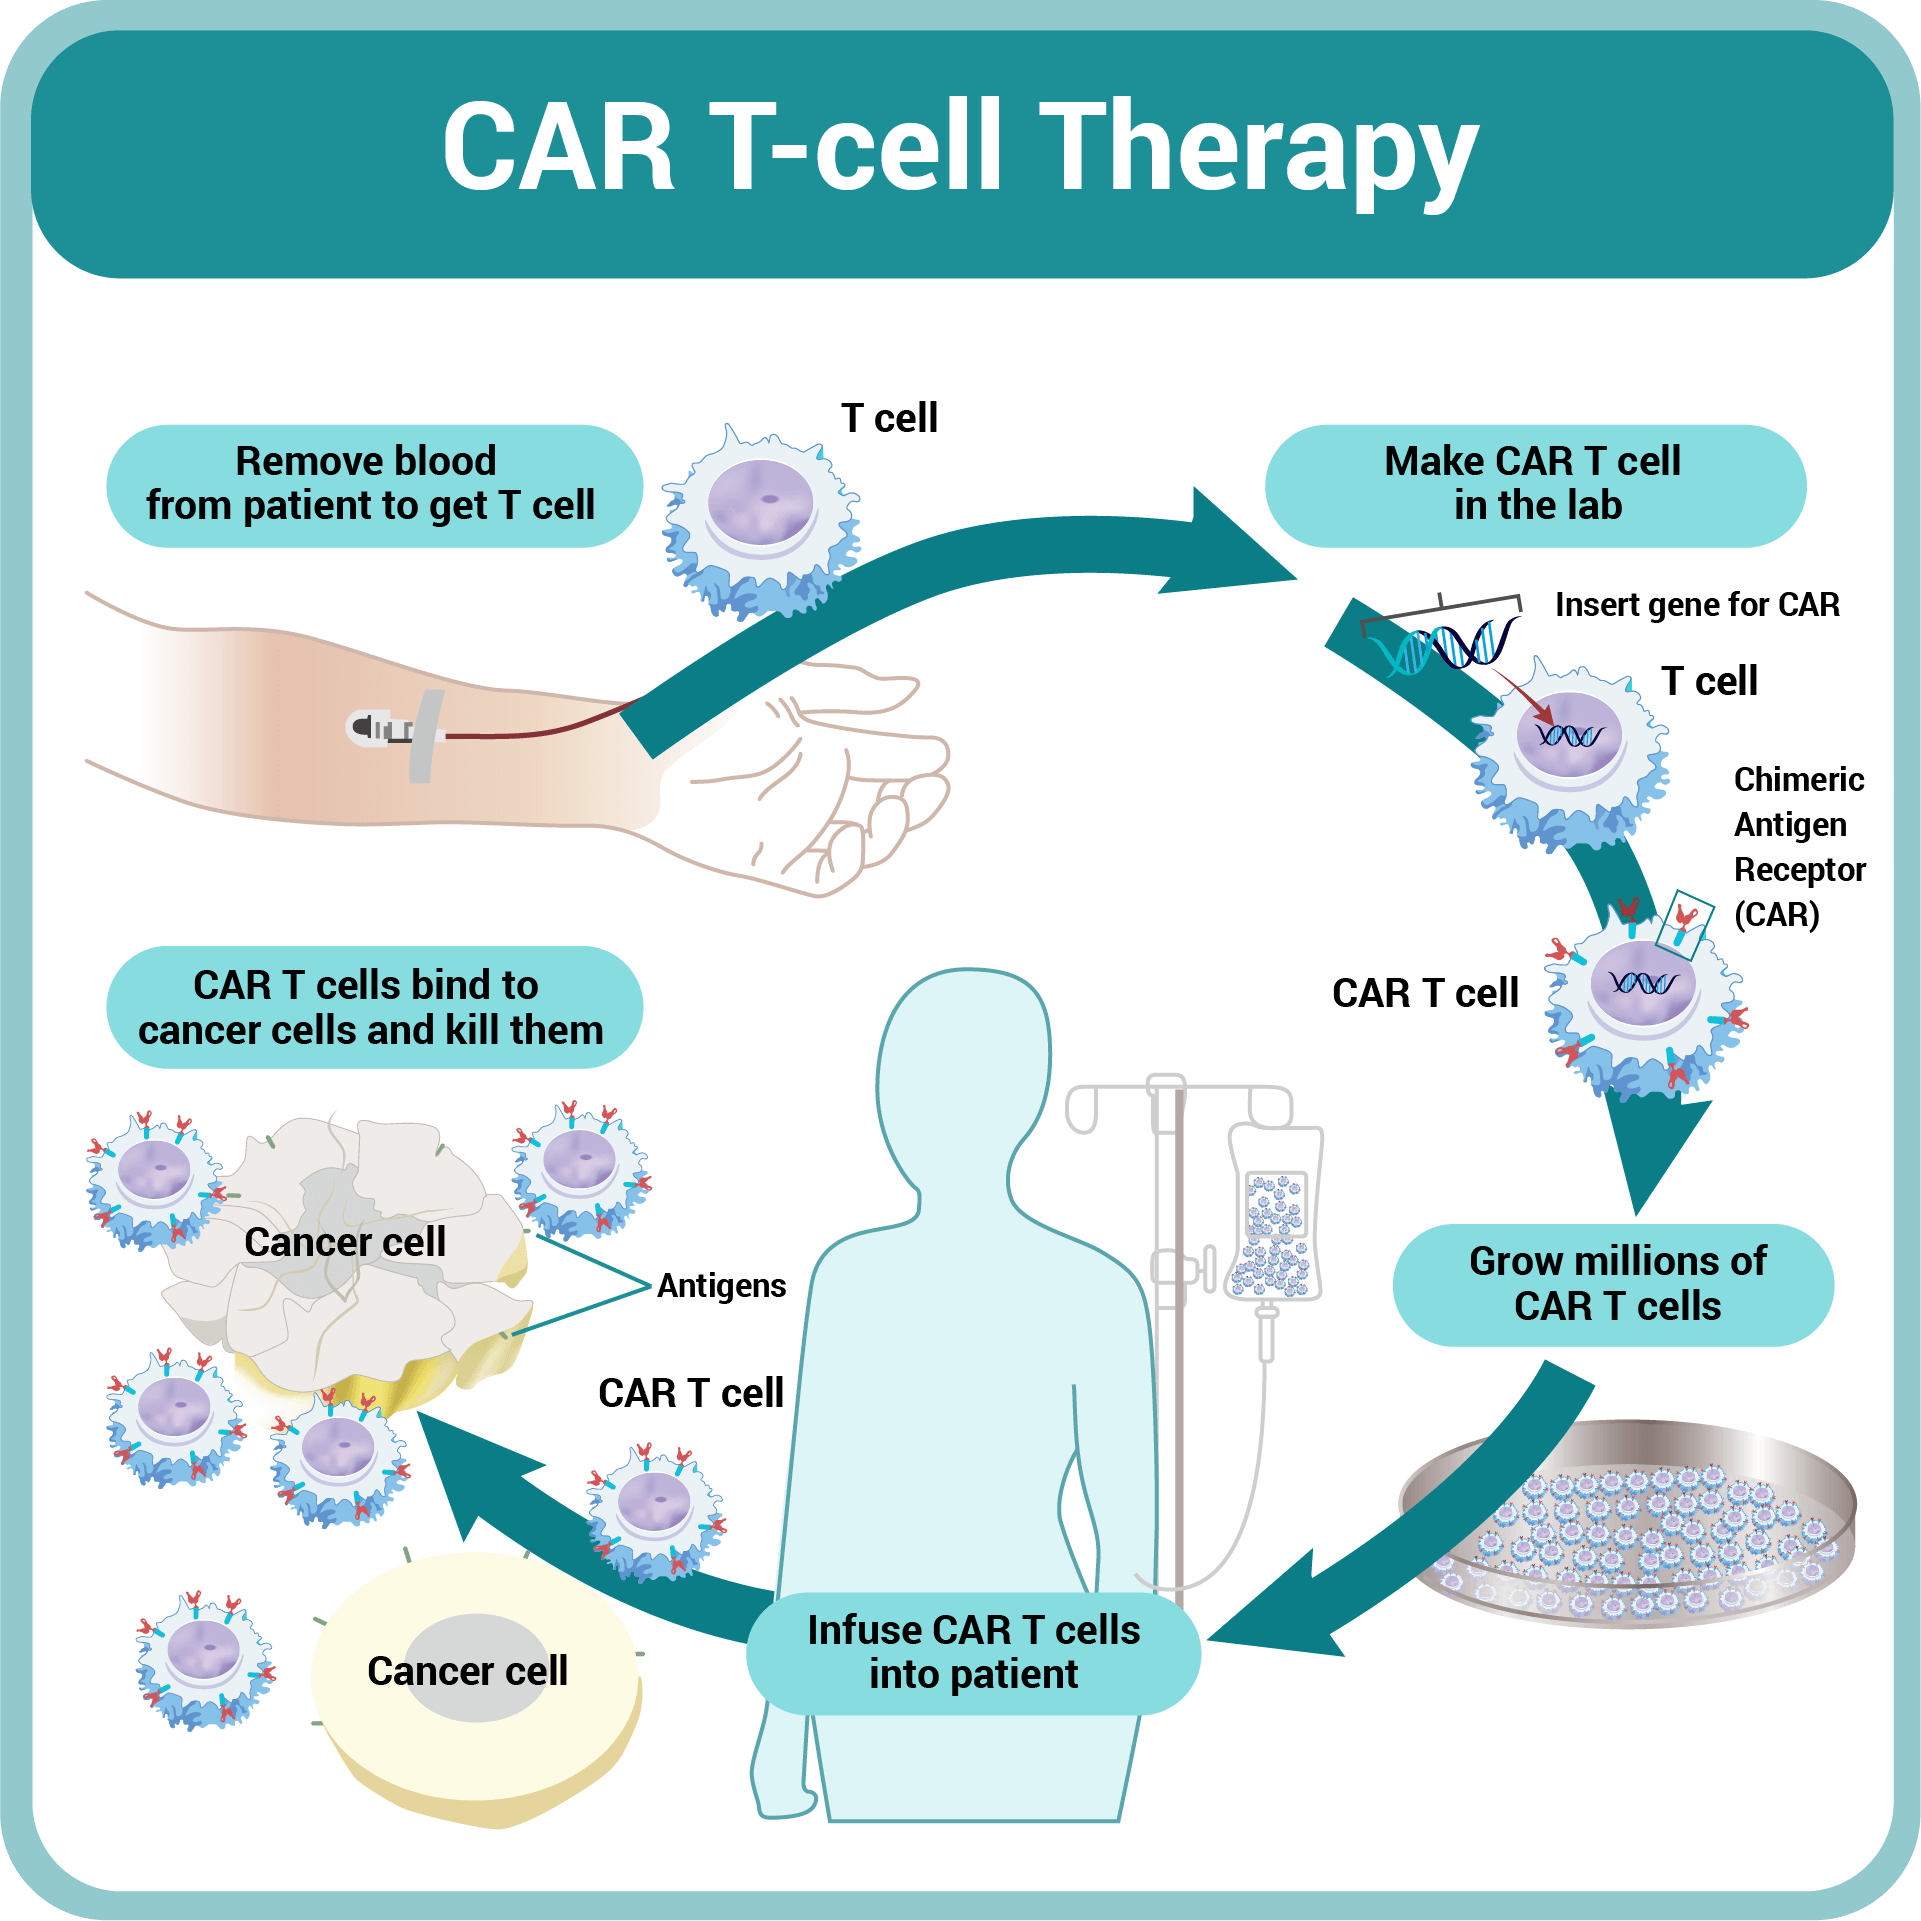 CAR T-cell Therapy
T cell
Remove blood
from patient to get T cell
Make CAR T cell
in the lab
Insert gene for CAR
T cell
Chimeric
Antigen
Receptor
(CAR)
CAR T cell
Grow millions of
CAR T cells
Infuse CAR T cells
into patient
CAR T cell
CAR T cells bind to
cancer cells and kill them
Cancer cell
Antigens
Cancer cell